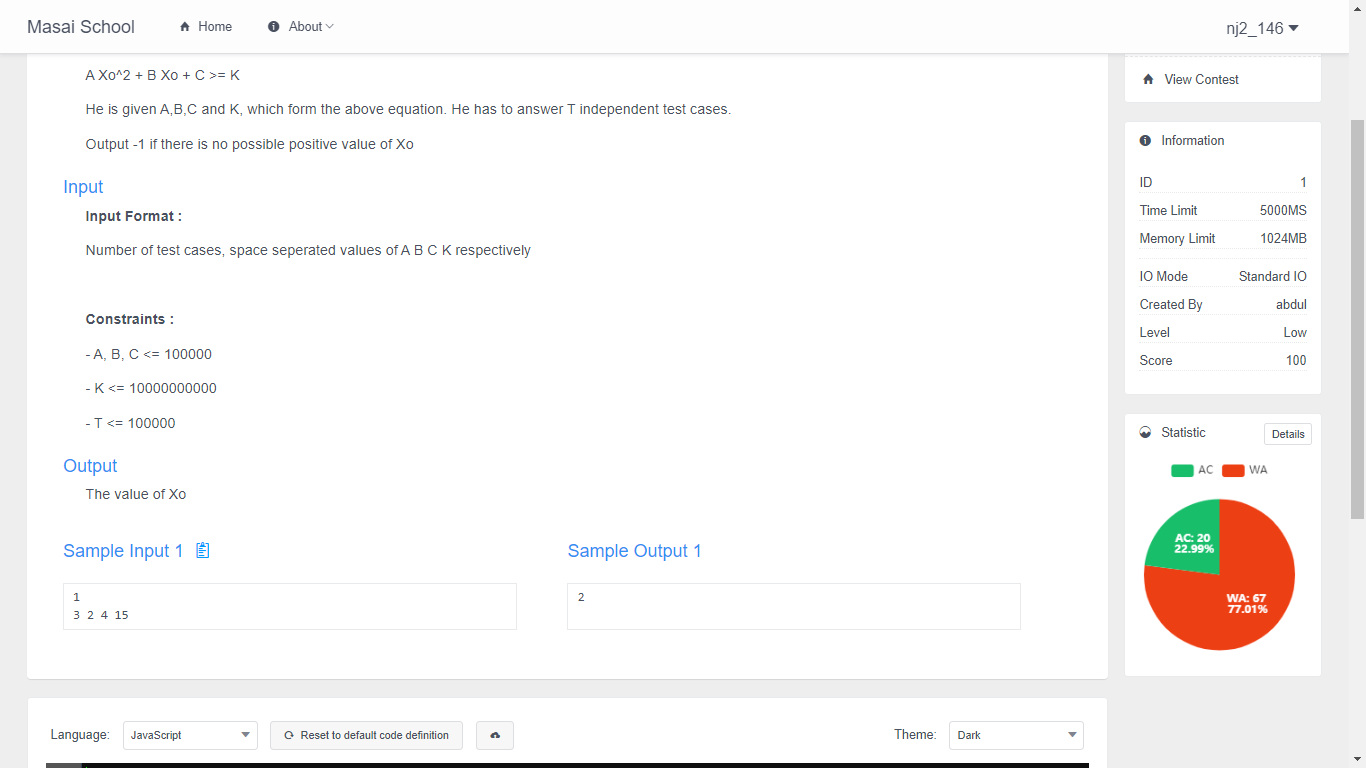 Masai School
Home
About
nj2_146
A Xo^2 + B Xo + C >= K
He is given A,B,C and K, which form the above equation. He has to answer T independent test cases.
Output -1 if there is no possible positive value of Xo
Input
Input Format :
Number of test cases, space seperated values of A B C K respectively
Constraints :
- A, B, C <= 100000
- K <= 10000000000
- T <= 100000
Output
The value of Xo
Sample Input 1
Sample Output 1
1
3 2 4 15
2
Language:
JavaScript
Reset to default code definition
Theme:
Dark
View Contest
Information
ID 1
Time Limit 5000MS
Memory Limit 1024MB
IO Mode Standard IO
Created By abdul
Level Low
Score 100
Statistic
Details
AC WA
AC: 20
22.99%
WA: 67
77.01%